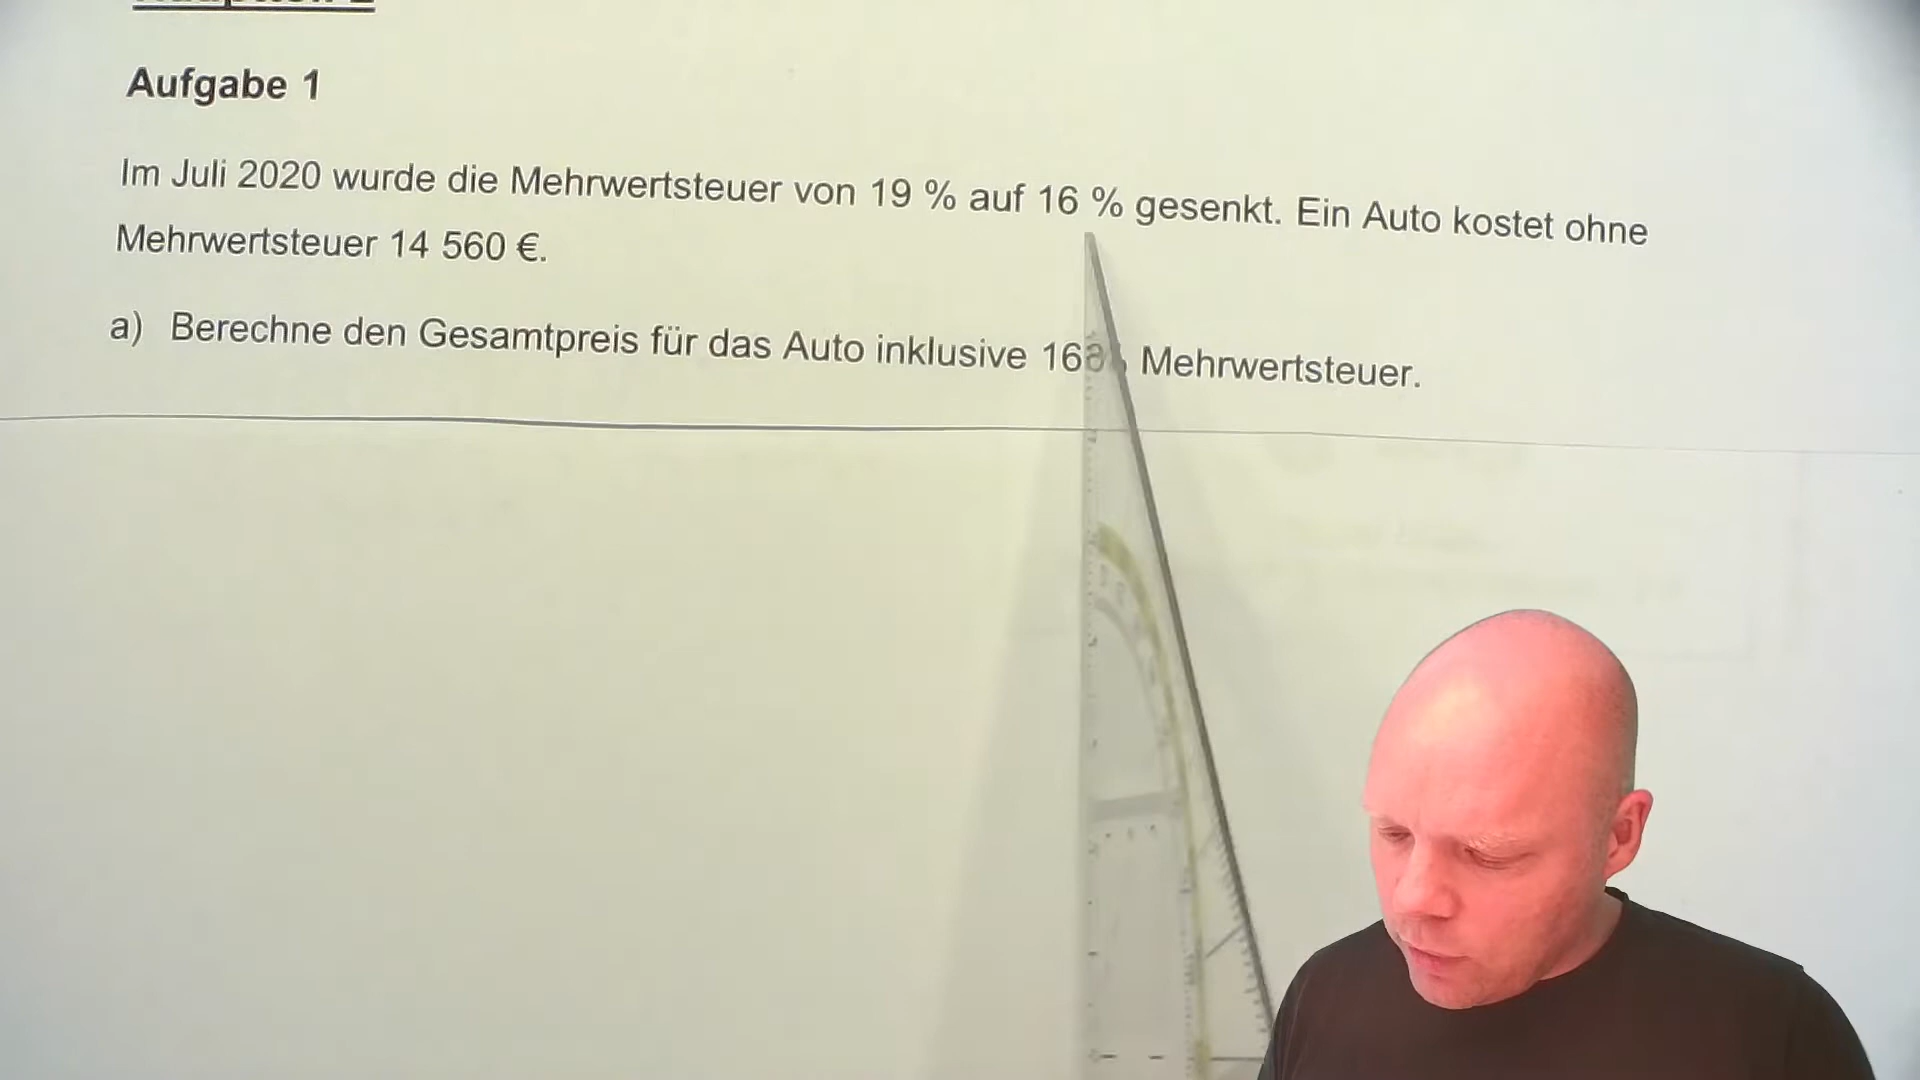 Aufgabe 1
Im Juli 2020 wurde die Mehrwertsteuer von 19 % auf 16 % gesenkt. Ein Auto kostet ohne
Mehrwertsteuer 14 560 €.
a) Berechne den Gesamtpreis für das Auto inklusive 16% Mehrwertsteuer.